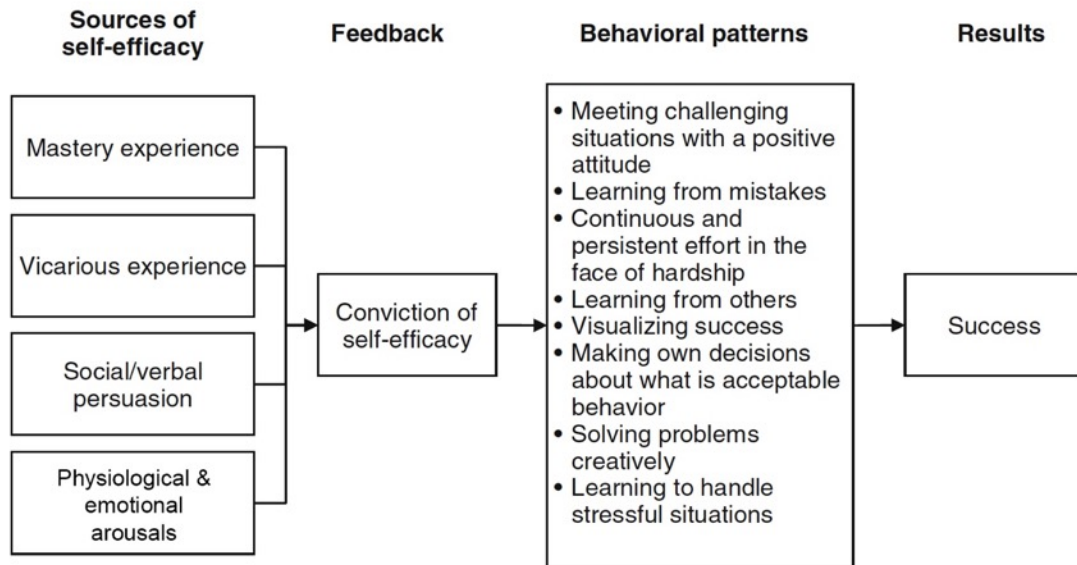 Sources of
self-efficacy
Feedback
Behavioral patterns
Results
Mastery experience
Vicarious experience
Social/verbal
persuasion
Physiological &
emotional
arousals
Conviction of
self-efficacy
• Meeting challenging
situations with a positive
attitude
• Learning from mistakes
• Continuous and
persistent effort in the
face of hardship
• Learning from others
• Visualizing success
• Making own decisions
about what is acceptable
behavior
• Solving problems
creatively
• Learning to handle
stressful situations
Success